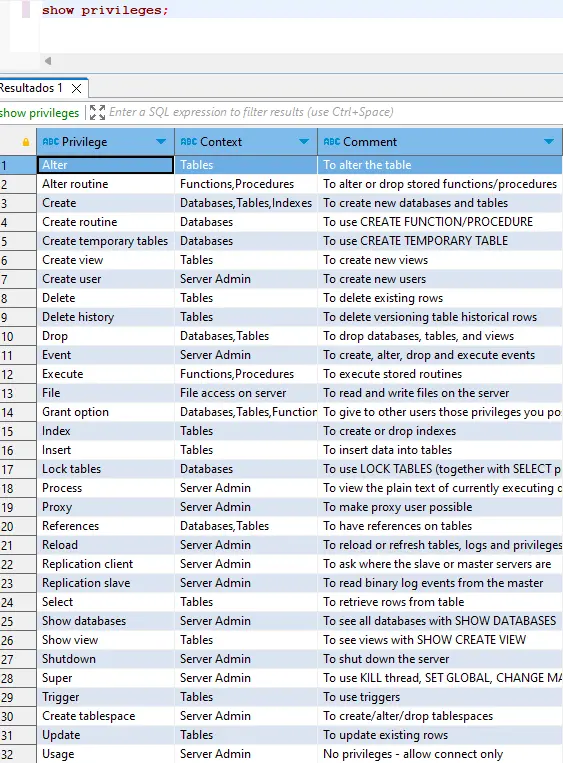 show privileges;
Resultados 1
show privileges Enter a SQL expression to filter results (use Ctrl+Space)
ABC Privilege ABC Context ABC Comment
1 Alter Tables To alter the table
2 Alter routine Functions,Procedures To alter or drop stored functions/procedures
3 Create Databases,Tables,Indexes To create new databases and tables
4 Create routine Databases To use CREATE FUNCTION/PROCEDURE
5 Create temporary tables Databases To use CREATE TEMPORARY TABLE
6 Create view Tables To create new views
7 Create user Server Admin To create new users
8 Delete Tables To delete existing rows
9 Delete history Tables To delete versioning table historical rows
10 Drop Databases,Tables To drop databases, tables, and views
11 Event Server Admin To create, alter, drop and execute events
12 Execute Functions,Procedures To execute stored routines
13 File File access on server To read and write files on the server
14 Grant option Databases,Tables,Function To give to other users those privileges you pos
15 Index Tables To create or drop indexes
16 Insert Tables To insert data into tables
17 Lock tables Databases To use LOCK TABLES (together with SELECT p
18 Process Server Admin To view the plain text of currently executing q
19 Proxy Server Admin To make proxy user possible
20 References Databases,Tables To have references on tables
21 Reload Server Admin To reload or refresh tables, logs and privileges
22 Replication client Server Admin To ask where the slave or master servers are
23 Replication slave Server Admin To read binary log events from the master
24 Select Tables To retrieve rows from table
25 Show databases Server Admin To see all databases with SHOW DATABASES
26 Show view Tables To see views with SHOW CREATE VIEW
27 Shutdown Server Admin To shut down the server
28 Super Server Admin To use KILL thread, SET GLOBAL, CHANGE MA
29 Trigger Tables To use triggers
30 Create tablespace Server Admin To create/alter/drop tablespaces
31 Update Tables To update existing rows
32 Usage Server Admin No privileges - allow connect only